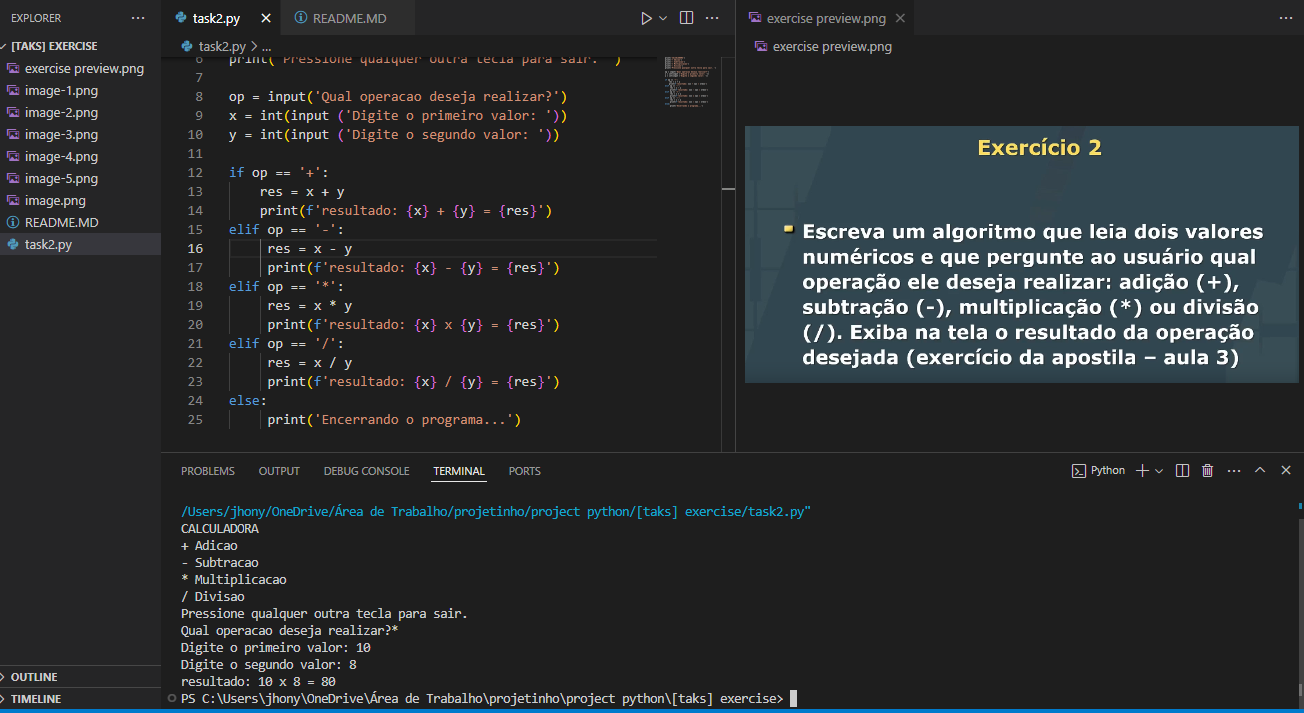 EXPLORER
[TAKS] EXERCISE
exercise preview.png
image-1.png
image-2.png
image-3.png
image-4.png
image-5.png
image.png
README.MD
task2.py
OUTLINE
TIMELINE
task2.py
README.MD
task2.py > ...
6 print("Pressione qualquer outra tecla para sair. ")
7
8 op = input('Qual operacao deseja realizar?')
9 x = int(input ('Digite o primeiro valor: '))
10 y = int(input ('Digite o segundo valor: '))
11
12 if op == '+':
13 res = x + y
14 print(f'resultado: {x} + {y} = {res}')
15 elif op == '-':
16 res = x - y
17 print(f'resultado: {x} - {y} = {res}')
18 elif op == '*':
19 res = x * y
20 print(f'resultado: {x} x {y} = {res}')
21 elif op == '/':
22 res = x / y
23 print(f'resultado: {x} / {y} = {res}')
24 else:
25 print('Encerrando o programa...')
exercise preview.png
exercise preview.png
Exercício 2
Escreva um algoritmo que leia dois valores
numéricos e que pergunte ao usuário qual
operação ele deseja realizar: adição (+),
subtração (-), multiplicação (*) ou divisão
(/). Exiba na tela o resultado da operação
desejada (exercício da apostila – aula 3)
PROBLEMS OUTPUT DEBUG CONSOLE TERMINAL PORTS
Python
/Users/jhony/OneDrive/Área de Trabalho/projetinho/project python/[taks] exercise/task2.py"
CALCULADORA
+ Adicao
- Subtracao
* Multiplicacao
/ Divisao
Pressione qualquer outra tecla para sair.
Qual operacao deseja realizar?*
Digite o primeiro valor: 10
Digite o segundo valor: 8
resultado: 10 x 8 = 80
PS C:\Users\jhony\OneDrive\Área de Trabalho\projetinho\project python\[taks] exercise>